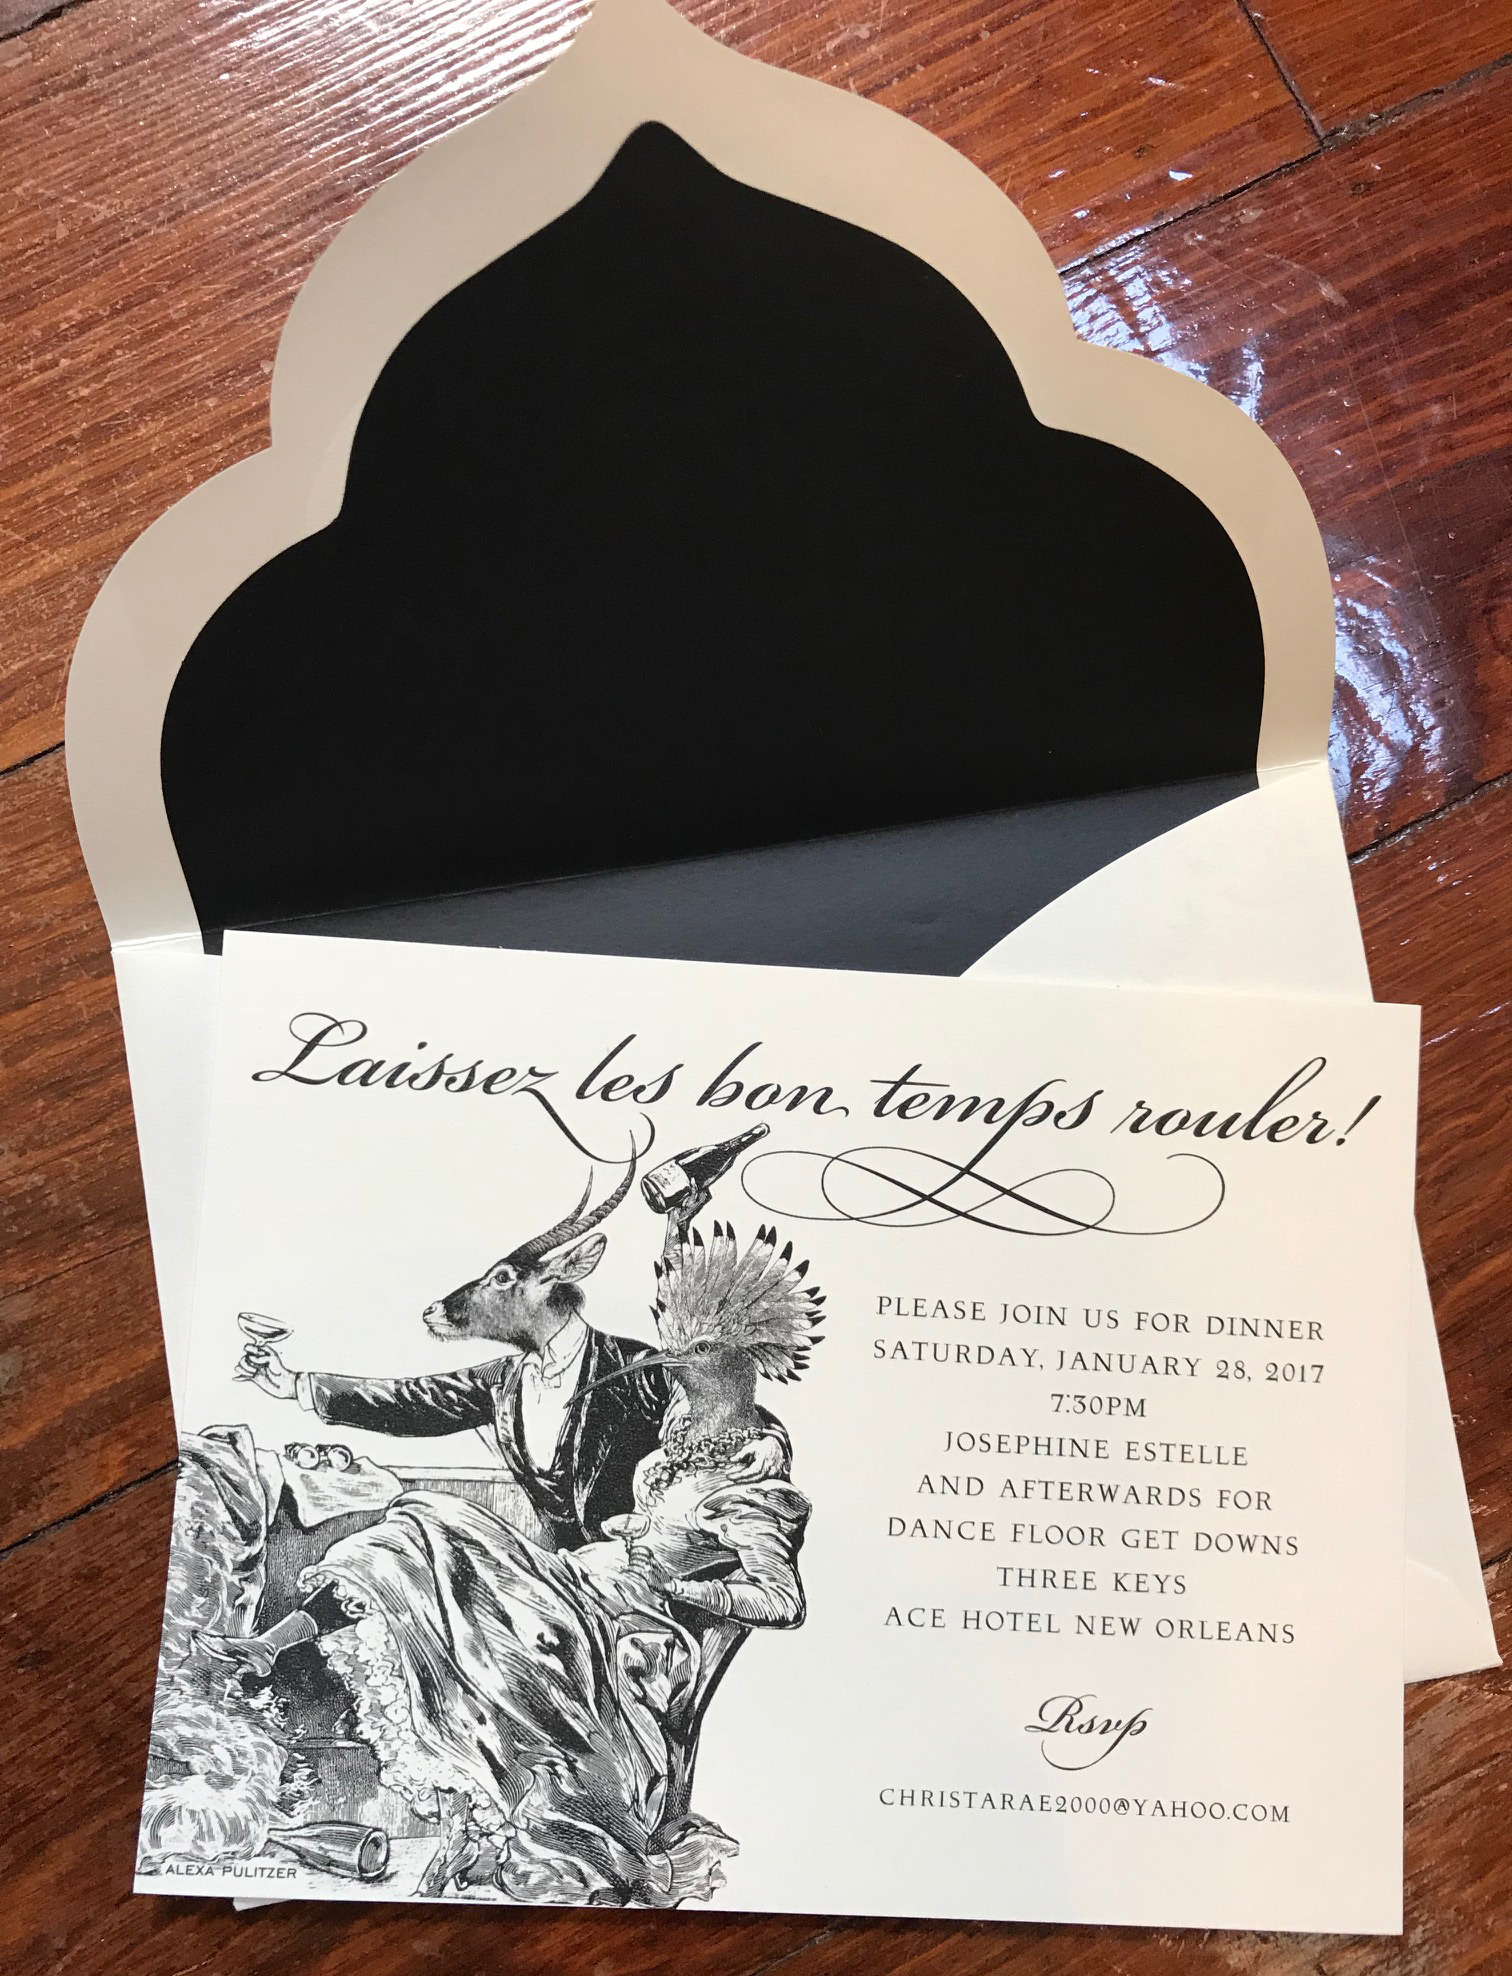 Laissez les bon temps rouler!
PLEASE JOIN US FOR DINNER
SATURDAY, JANUARY 28, 2017
7:30PM
JOSEPHINE ESTELLE
AND AFTERWARDS FOR
DANCE FLOOR GET DOWNS
THREE KEYS
ACE HOTEL NEW ORLEANS
Rsvp
CHRISTARAE2000@YAHOO.COM
ALEXA PULITZER